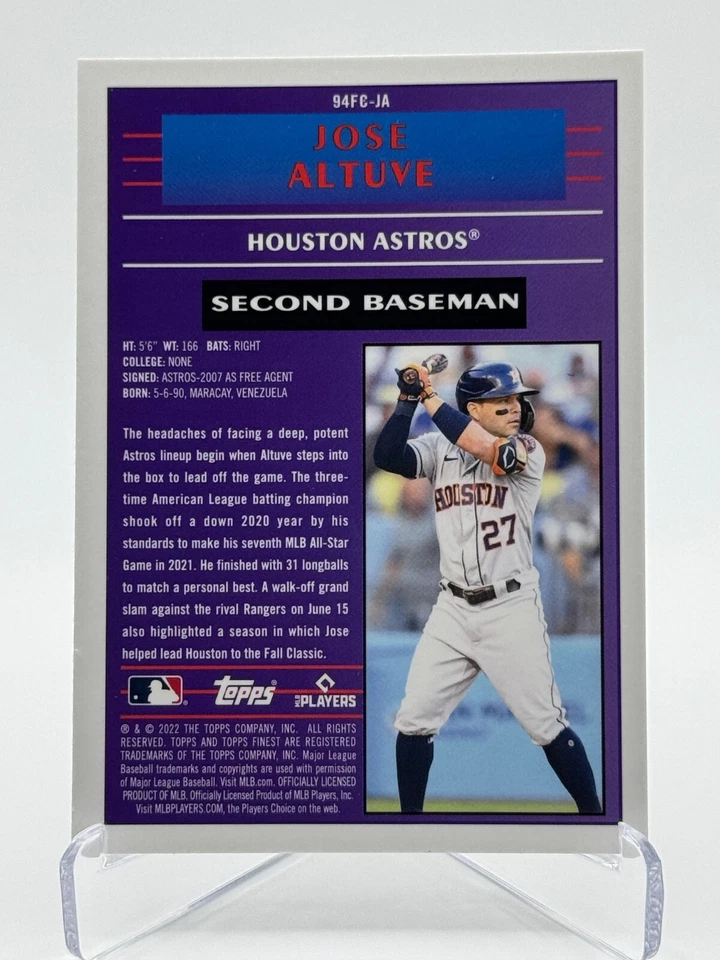 94FC-JA
JOSÉ
ALTUVE
HOUSTON ASTROS®
SECOND BASEMAN
HT: 5'6" WT: 166 BATS: RIGHT
COLLEGE: NONE
SIGNED: ASTROS-2007 AS FREE AGENT
BORN: 5-6-90, MARACAY, VENEZUELA
The headaches of facing a deep, potent
Astros lineup begin when Altuve steps into
the box to lead off the game. The three-
time American League batting champion
shook off a down 2020 year by his
standards to make his seventh MLB All-Star
Game in 2021. He finished with 31 longballs
to match a personal best. A walk-off grand
slam against the rival Rangers on June 15
also highlighted a season in which Jose
helped lead Houston to the Fall Classic.
HOUSTON
27
topps MLB PLAYERS
® & © 2022 THE TOPPS COMPANY, INC. ALL RIGHTS
RESERVED. TOPPS AND TOPPS FINEST ARE REGISTERED
TRADEMARKS OF THE TOPPS COMPANY, INC. Major League
Baseball trademarks and copyrights are used with permission
of Major League Baseball. Visit MLB.com. OFFICIALLY LICENSED
PRODUCT OF MLB. Officially Licensed Product of MLB Players, Inc.
Visit MLBPLAYERS.COM, the Players Choice on the web.